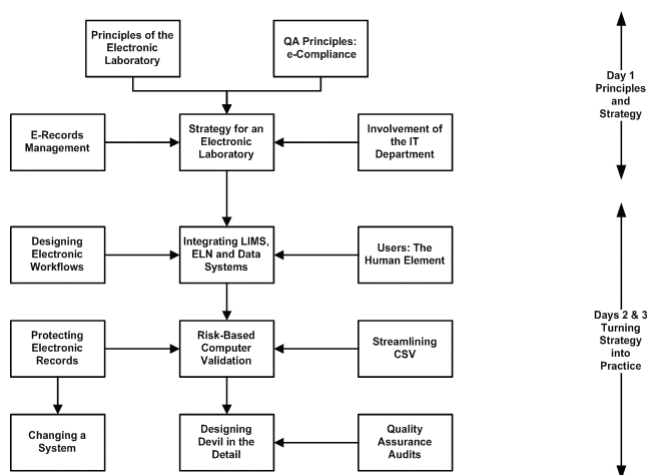 Principles of the
Electronic
Laboratory
QA Principles:
e-Compliance
E-Records
Management
Strategy for an
Electronic
Laboratory
Involvement of
the IT
Department
Designing
Electronic
Workflows
Integrating LIMS,
ELN and Data
Systems
Users: The
Human Element
Protecting
Electronic
Records
Risk-Based
Computer
Validation
Streamlining
CSV
Changing a
System
Designing
Devil in the
Detail
Quality
Assurance
Audits
Day 1
Principles
and
Strategy
Days 2 & 3
Turning
Strategy
into
Practice